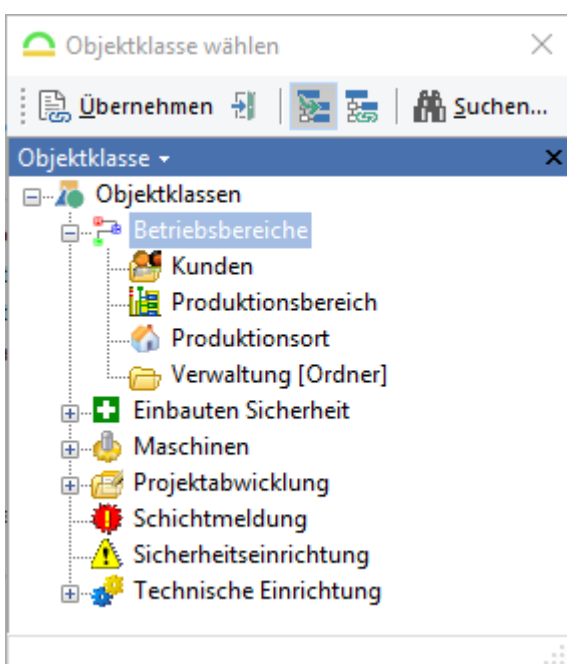 Objektklasse wählen
Übernehmen Suchen...
Objektklasse
Objektklassen
Betriebsbereiche
Kunden
Produktionsbereich
Produktionsort
Verwaltung [Ordner]
Einbauten Sicherheit
Maschinen
Projektabwicklung
Schichtmeldung
Sicherheitseinrichtung
Technische Einrichtung